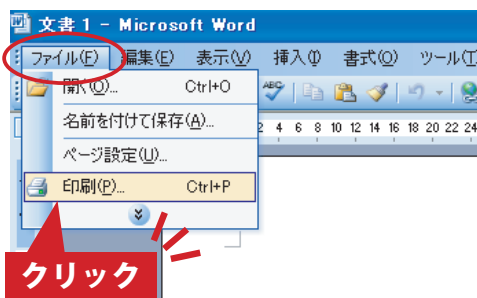 文書 1 - Microsoft Word
ファイル(F) 編集(E) 表示(V) 挿入(I) 書式(O) ツール(T)
開く(O)... Ctrl+O
ABC
名前を付けて保存(A)...
2 4 6 8 10 12 14 16 18 20 22 24
ページ設定(U)...
印刷(P)... Ctrl+P
クリック